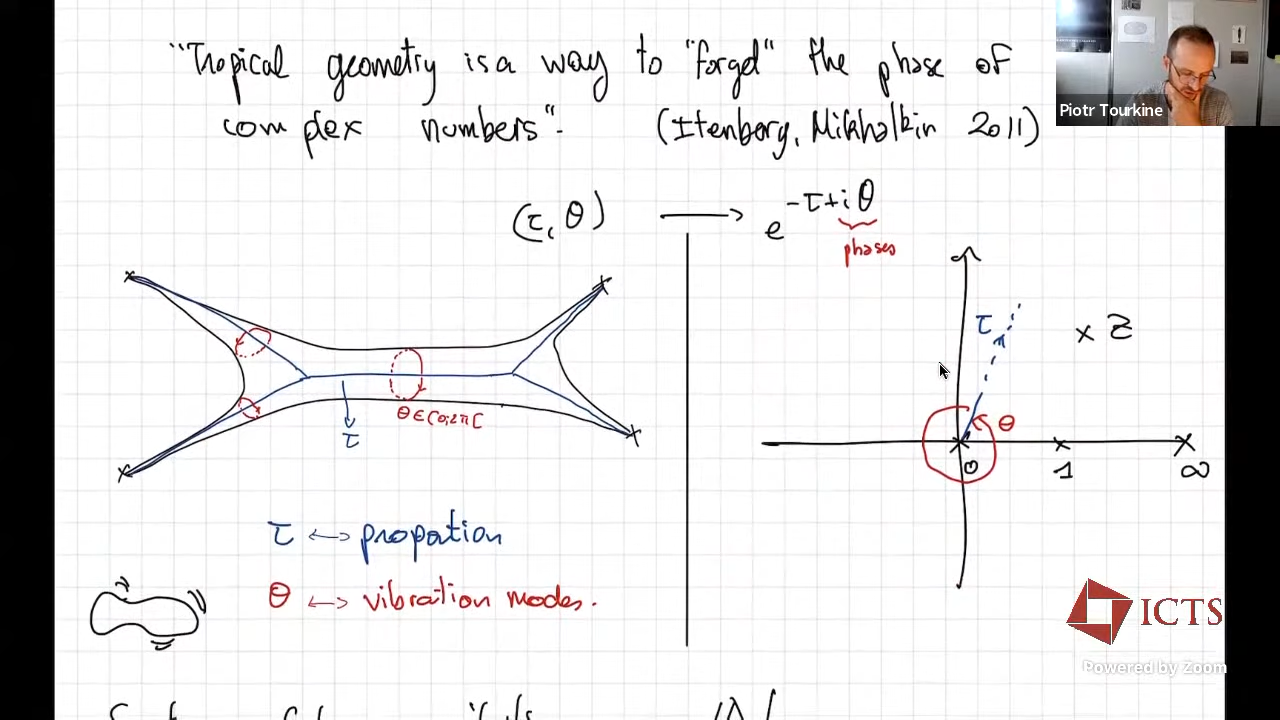 "Tropical geometry is a way to "forget" the phase of
complex numbers".
(Itenberg, Mikhalkin 2011)
Piotr Tourkine
(τ, θ) → e^{-τ+iθ}
phases
τ
θ ∈ [0,2π[
τ
× z
θ
0
1
∞
τ ↔ propation
θ ↔ vibration modes.
ICTS
Powered by Zoom